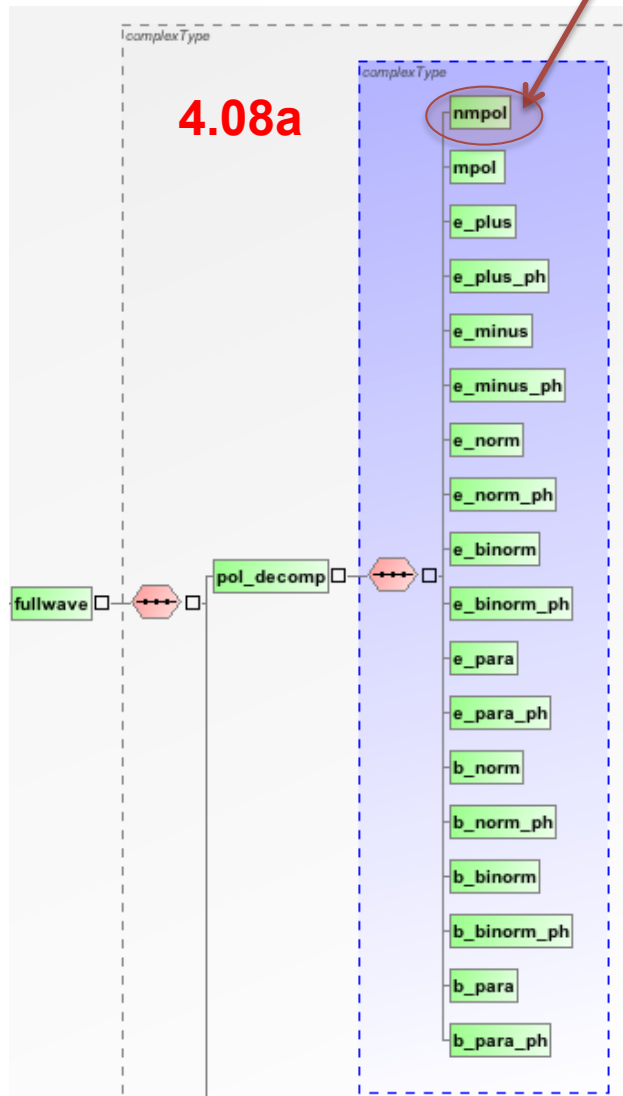 complexType
complexType
4.08a
nmpol
mpol
e_plus
e_plus_ph
e_minus
e_minus_ph
e_norm
e_norm_ph
e_binorm
pol_decomp
fullwave
e_binorm_ph
e_para
e_para_ph
b_norm
b_norm_ph
b_binorm
b_binorm_ph
b_para
b_para_ph